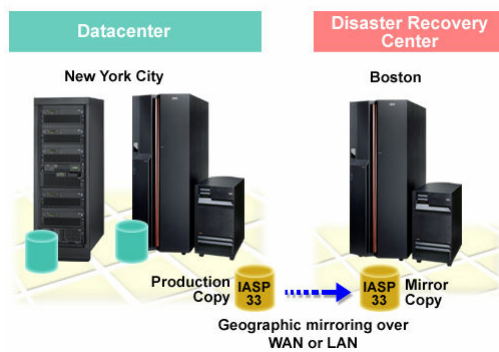 Datacenter
Disaster Recovery
Center
New York City
Boston
Production
Copy
IASP
33
IASP
33
Mirror
Copy
Geographic mirroring over
WAN or LAN